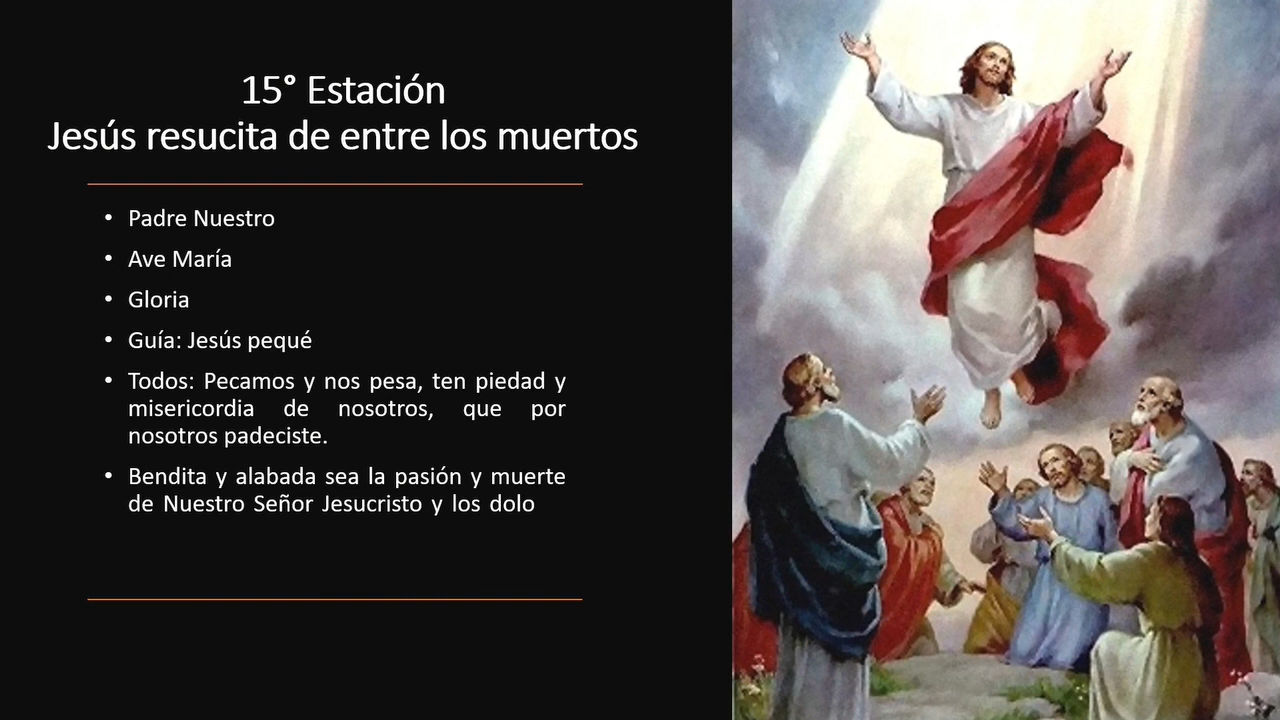 15° Estación
Jesús resucita de entre los muertos
• Padre Nuestro
• Ave María
• Gloria
• Guía: Jesús pequé
• Todos: Pecamos y nos pesa, ten piedad y
misericordia de nosotros, que por
nosotros padeciste.
• Bendita y alabada sea la pasión y muerte
de Nuestro Señor Jesucristo y los dolo